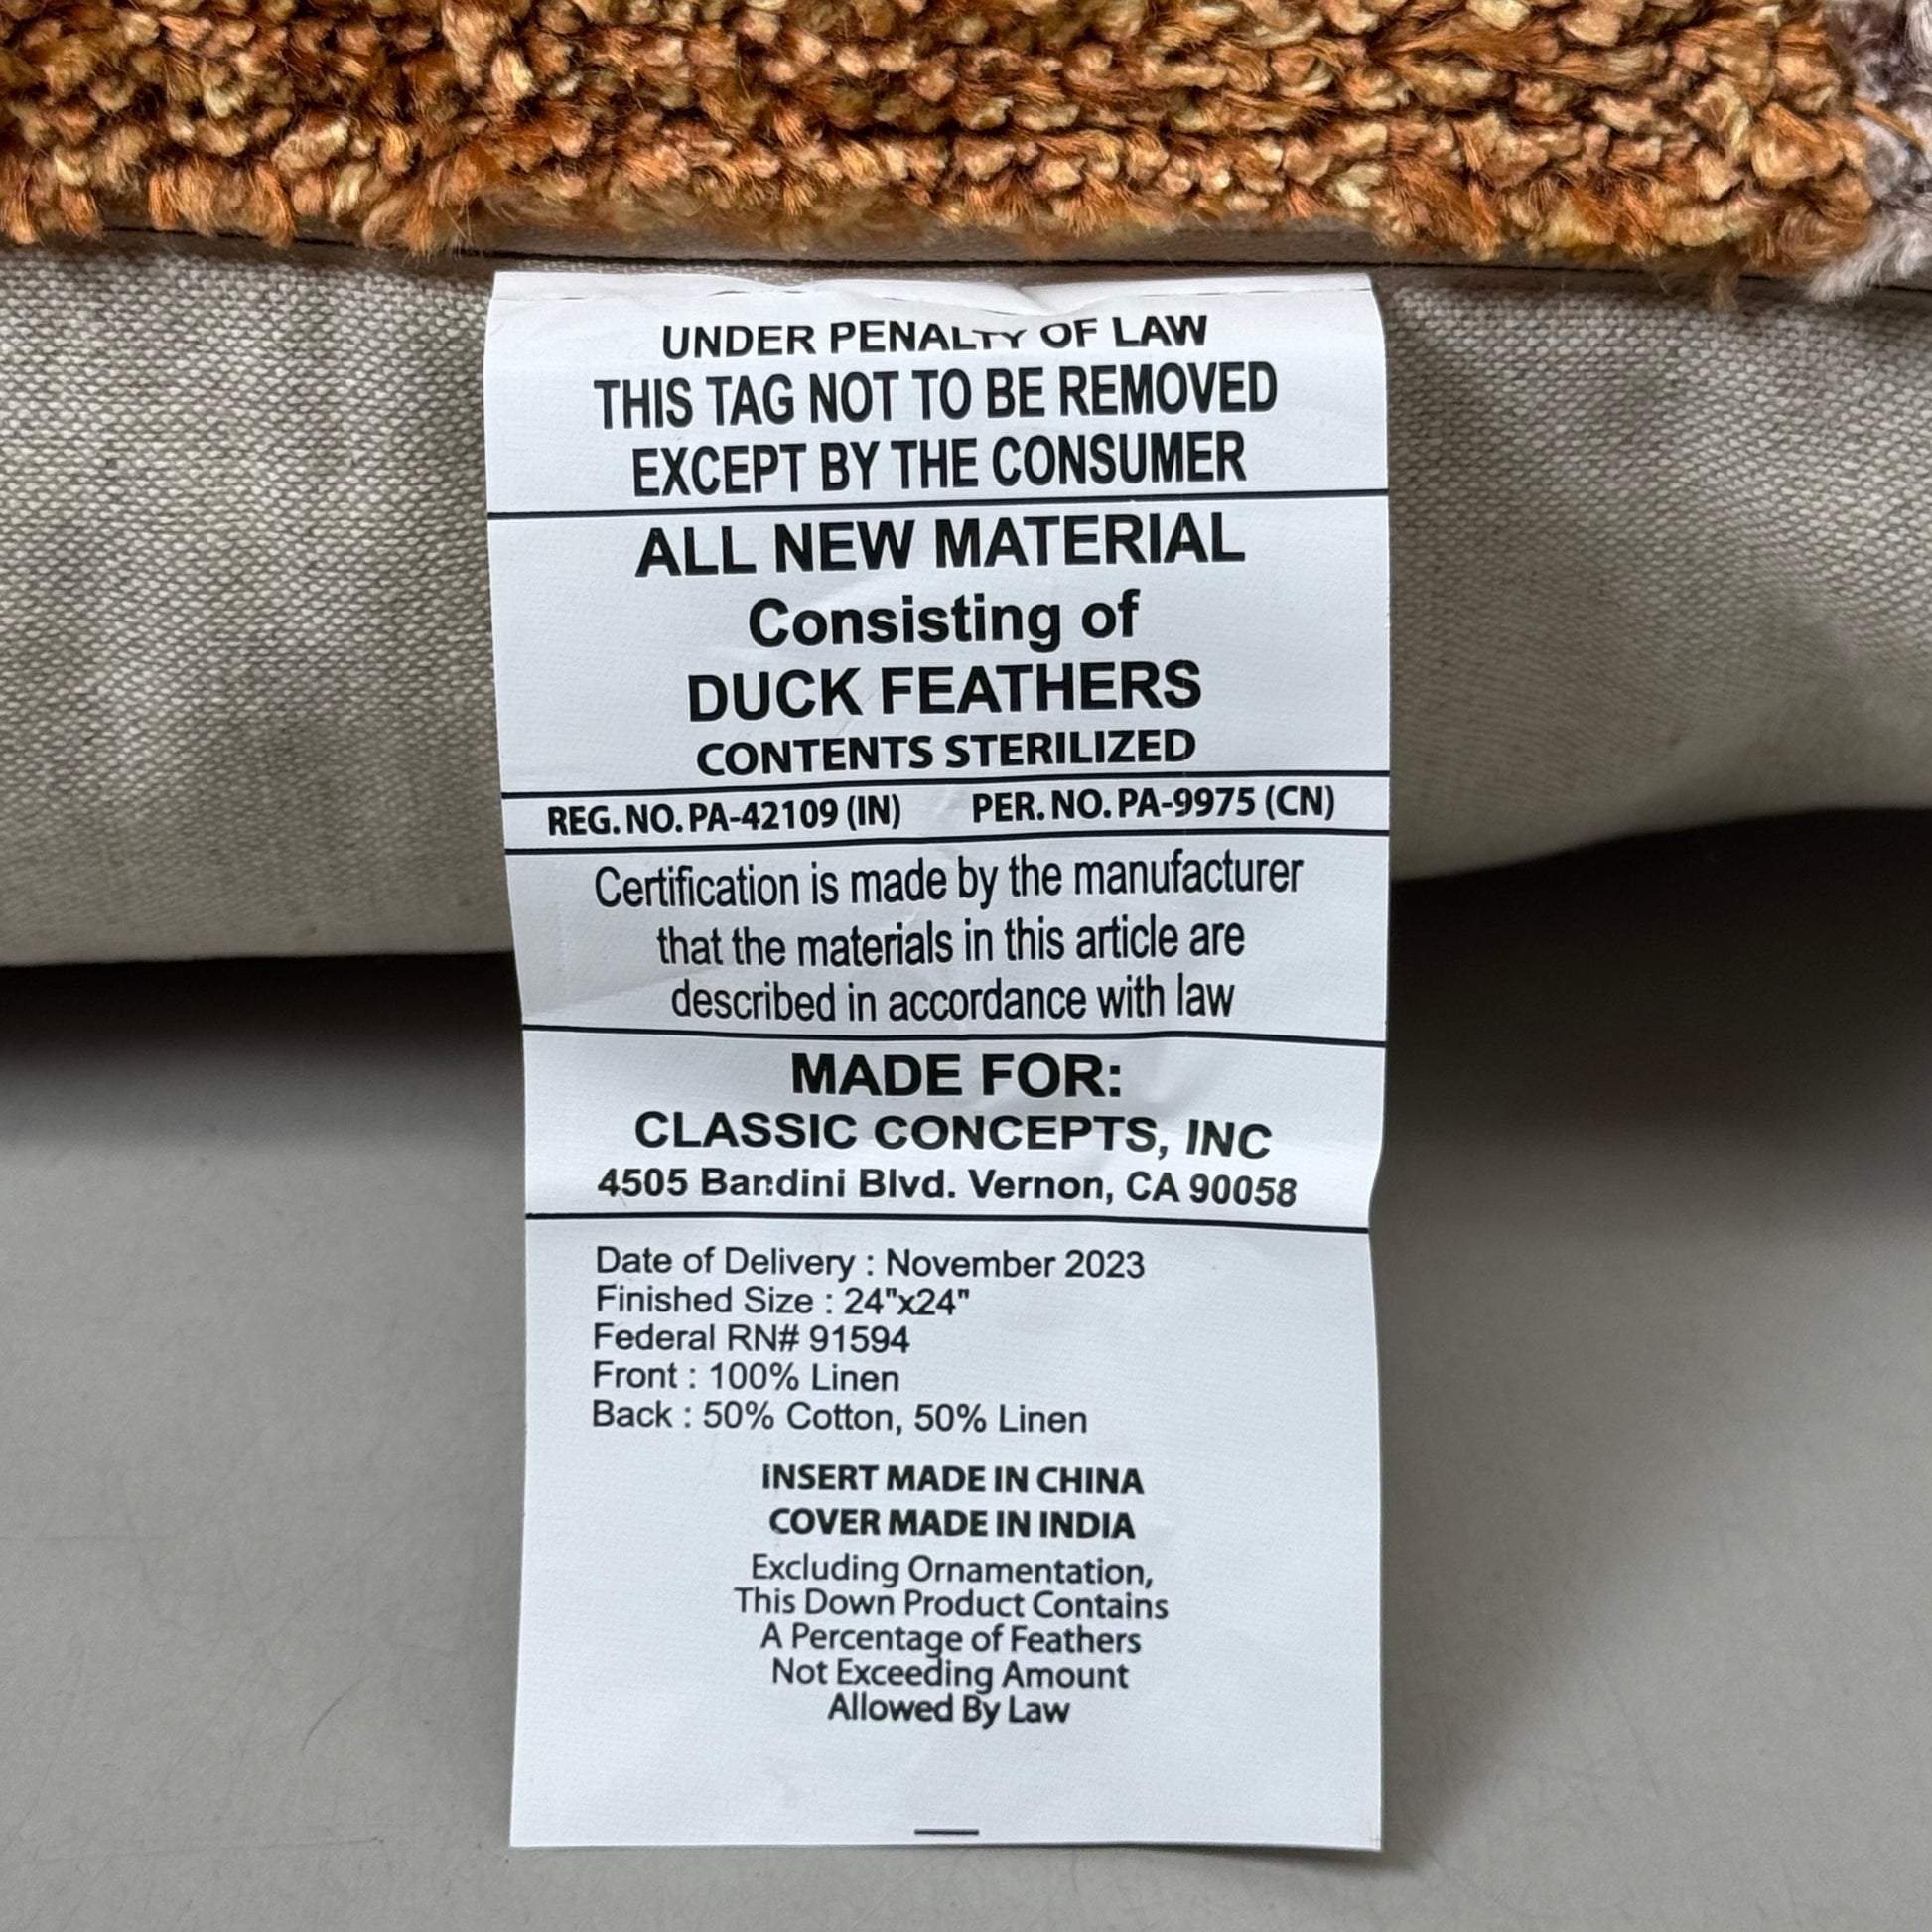 UNDER PENALTY OF LAW
THIS TAG NOT TO BE REMOVED
EXCEPT BY THE CONSUMER
ALL NEW MATERIAL
Consisting of
DUCK FEATHERS
CONTENTS STERILIZED
REG. NO. PA-42109 (IN) PER. NO. PA-9975 (CN)
Certification is made by the manufacturer
that the materials in this article are
described in accordance with law
MADE FOR:
CLASSIC CONCEPTS, INC
4505 Bandini Blvd. Vernon, CA 90058
Date of Delivery : November 2023
Finished Size : 24"x24"
Federal RN# 91594
Front : 100% Linen
Back : 50% Cotton, 50% Linen
INSERT MADE IN CHINA
COVER MADE IN INDIA
Excluding Ornamentation,
This Down Product Contains
A Percentage of Feathers
Not Exceeding Amount
Allowed By Law